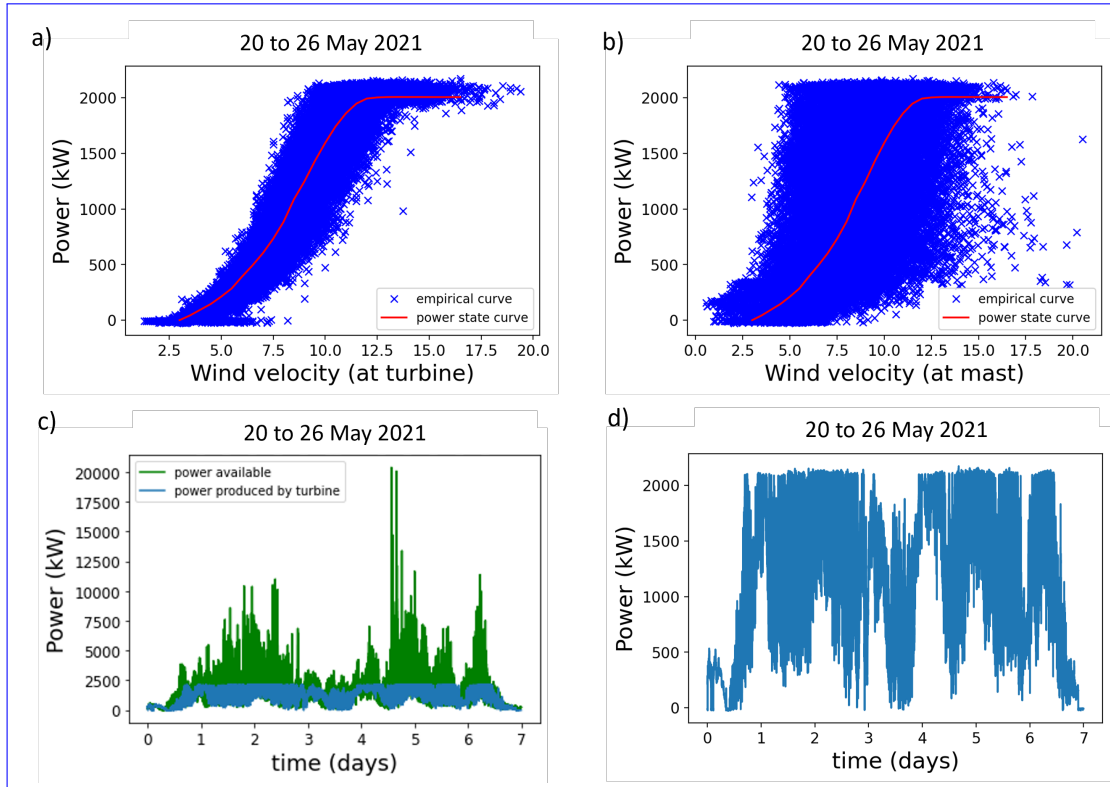 a)
20 to 26 May 2021
Power (kW)
2000
1500
1000
500
0
empirical curve
power state curve
2.5 5.0 7.5 10.0 12.5 15.0 17.5 20.0
Wind velocity (at turbine)
b)
20 to 26 May 2021
Power (kW)
2000
1500
1000
500
0
empirical curve
power state curve
0.0 2.5 5.0 7.5 10.0 12.5 15.0 17.5 20.0
Wind velocity (at mast)
c)
20 to 26 May 2021
Power (kW)
20000
17500
15000
12500
10000
7500
5000
2500
0
power available
power produced by turbine
0 1 2 3 4 5 6 7
time (days)
d)
20 to 26 May 2021
Power (kW)
2000
1500
1000
500
0
0 1 2 3 4 5 6 7
time (days)